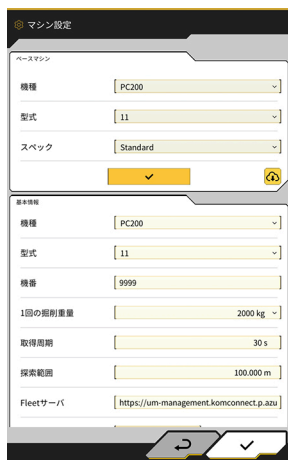 マシン設定
ベースマシン
機種 PC200
型式 11
スペック Standard
基本情報
機種 PC200
型式 11
機番 9999
1回の掘削重量 2000 kg
取得周期 30 s
探索範囲 100.000 m
Fleetサーバ https://um-management.komconnect.p.azu